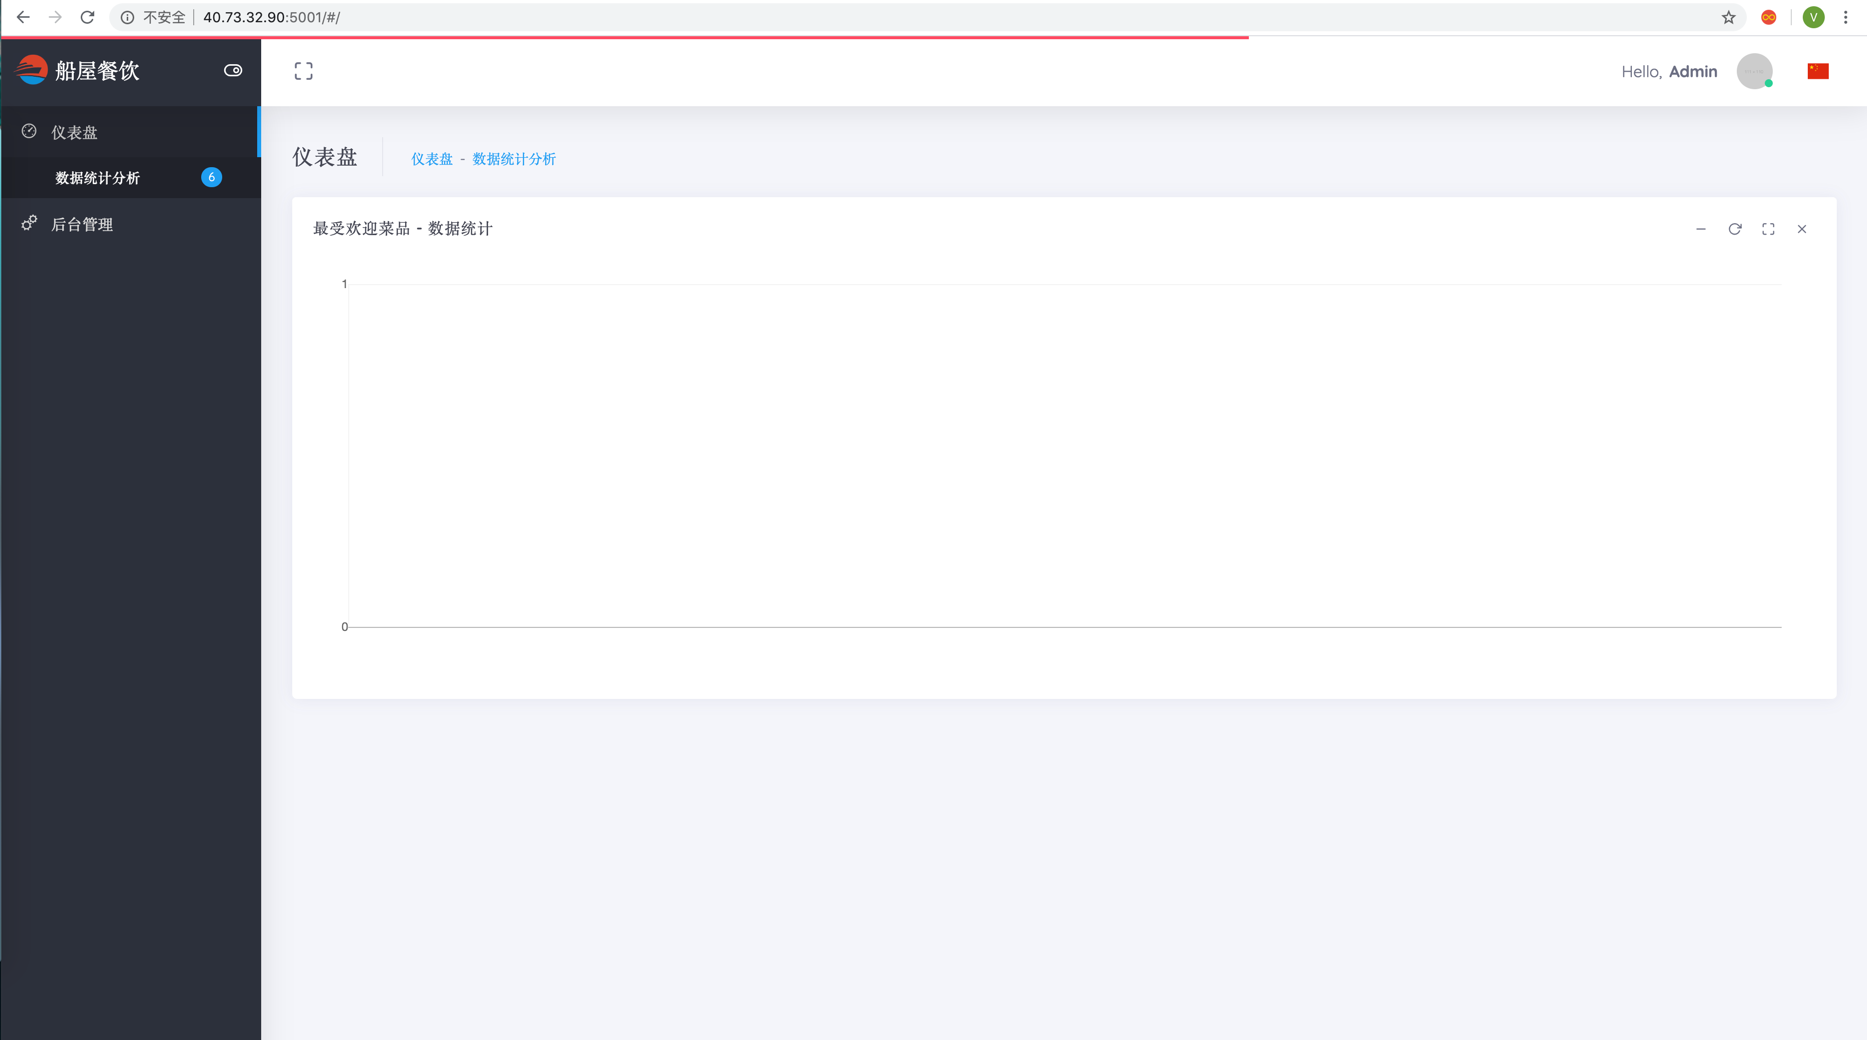 不安全 40.73.32.90:5001/#/
V
船屋餐饮
Hello, Admin
仪表盘
数据统计分析 6
后台管理
仪表盘
仪表盘 - 数据统计分析
最受欢迎菜品 - 数据统计
1
0